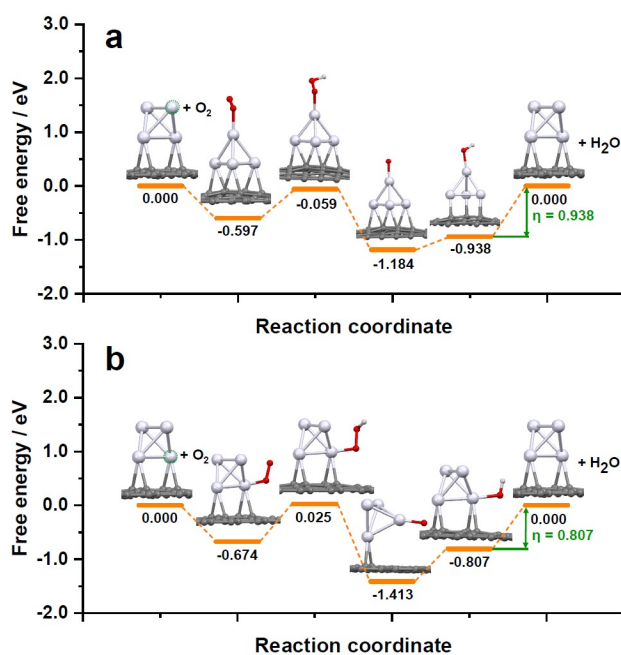 a
Free energy / eV
3.0
2.0
1.0
0.0
-1.0
-2.0
+ O2
+ H2O
0.000
-0.597
-0.059
-1.184
-0.938
0.000
η = 0.938
Reaction coordinate
b
Free energy / eV
3.0
2.0
1.0
0.0
-1.0
-2.0
+ O2
+ H2O
0.000
-0.674
0.025
-1.413
-0.807
0.000
η = 0.807
Reaction coordinate